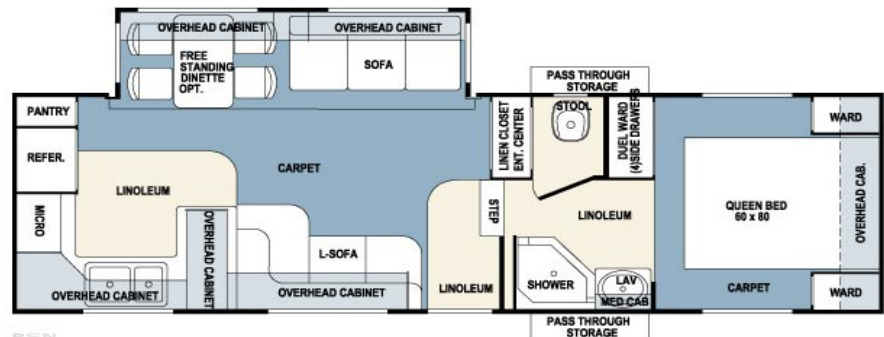 OVERHEAD CABINET
OVERHEAD CABINET
FREE
STANDING
DINETTE
OPT.
SOFA
PASS THROUGH
STORAGE
PANTRY
REFER.
MICRO
LINOLEUM
CARPET
LINEN CLOSET
ENT. CENTER
STOOL
DUEL WARD
(4)SIDE DRAWERS
WARD
QUEEN BED
60 x 80
OVERHEAD CAB.
STEP
LINOLEUM
OVERHEAD CABINET
L-SOFA
OVERHEAD CABINET
OVERHEAD CABINET
LINOLEUM
SHOWER
LAV
MED CAB
CARPET
WARD
PASS THROUGH
STORAGE